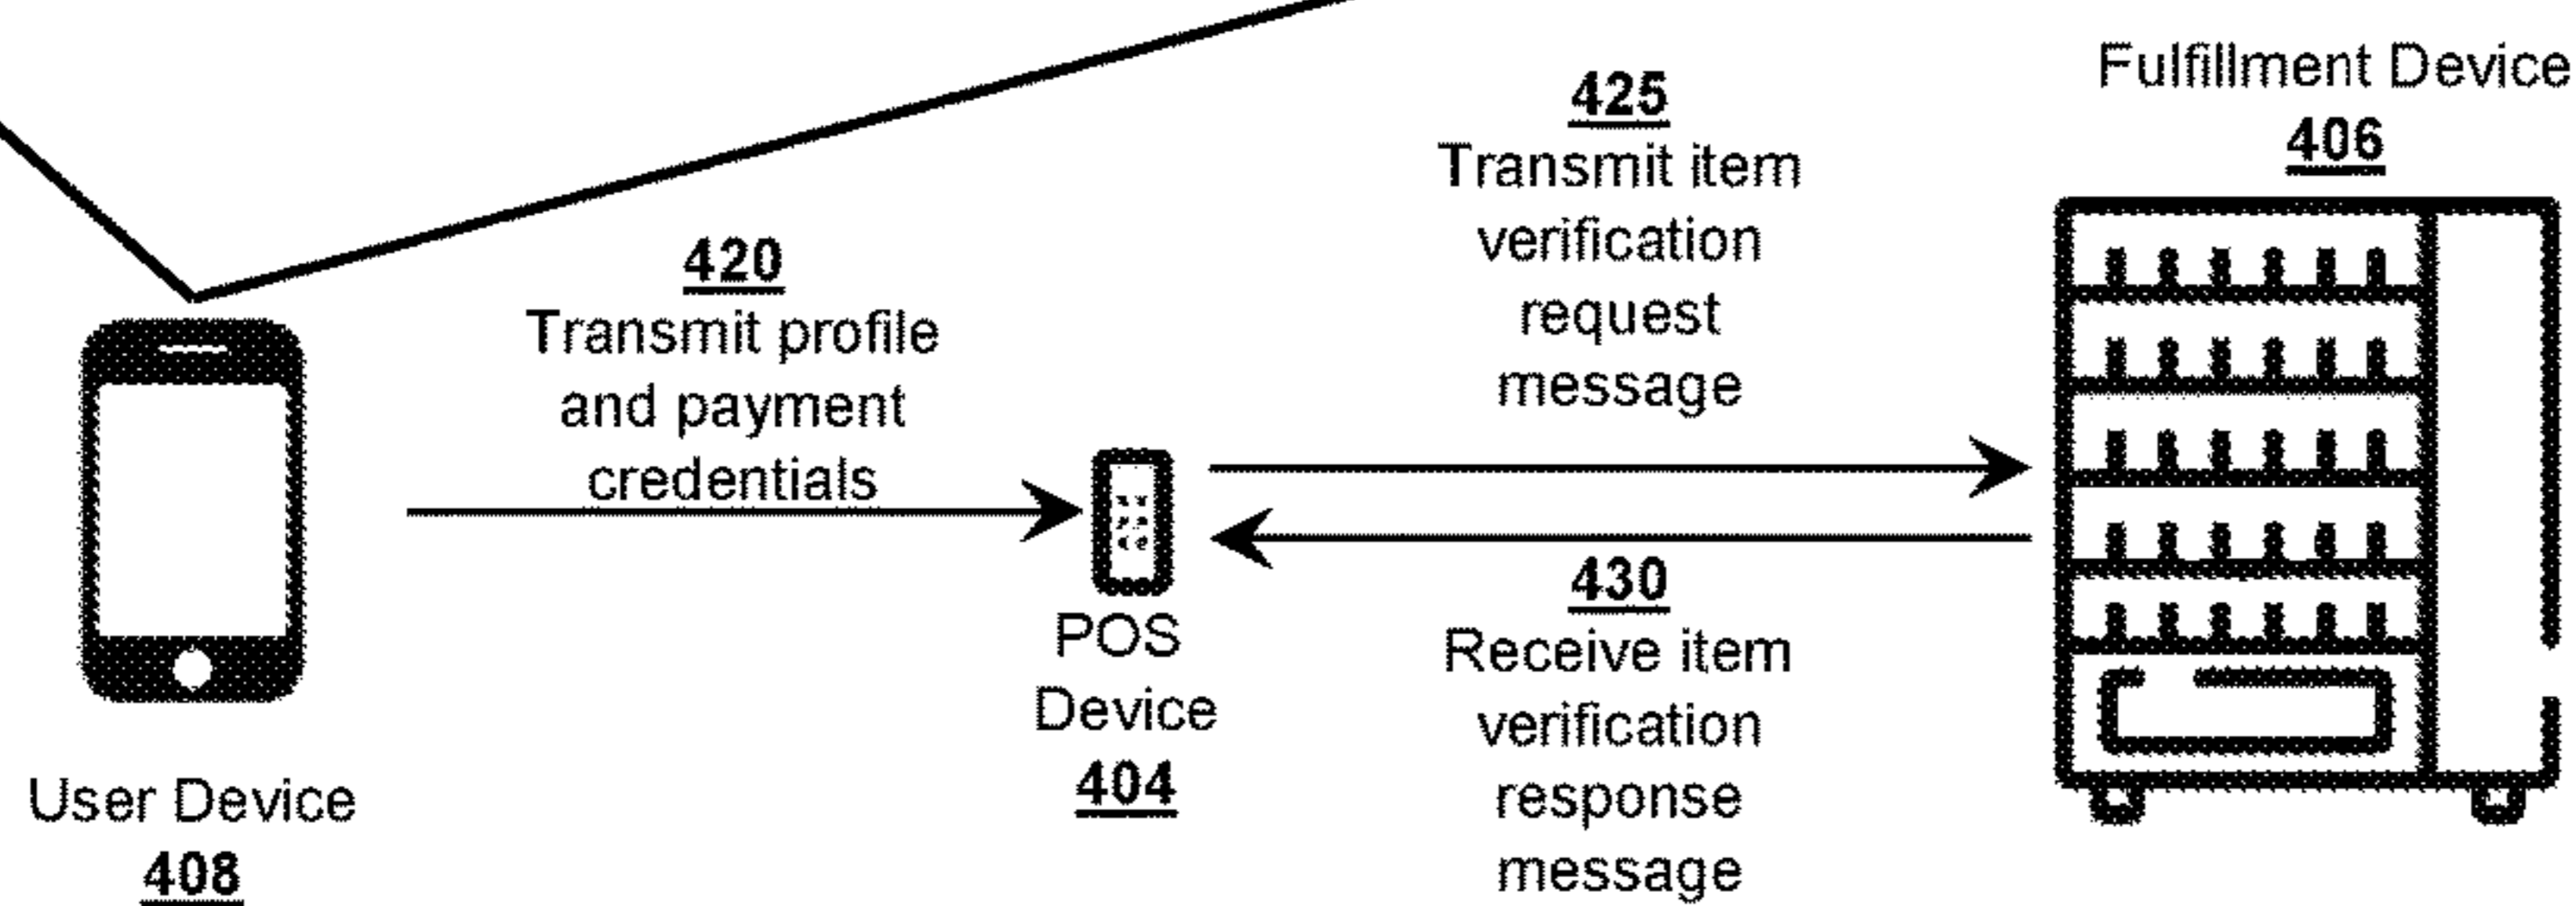 Fulfillment Device
406
425
Transmit item
verification
request
message
420
Transmit profile
and payment
credentials
430
Receive item
verification
response
message
POS
Device
404
User Device
408